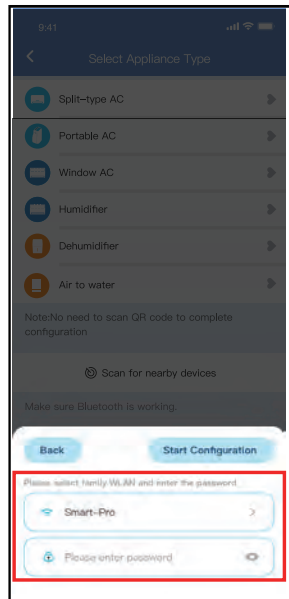 9:41
Select Appliance Type
Split-type AC
Portable AC
Window AC
Humidifier
Dehumidifier
Air to water
Note:No need to scan QR code to complete
configuration
Scan for nearby devices
Make sure Bluetooth is working.
Back
Start Configuration
Please select family WLAN and enter the password
Smart-Pro
Please enter password